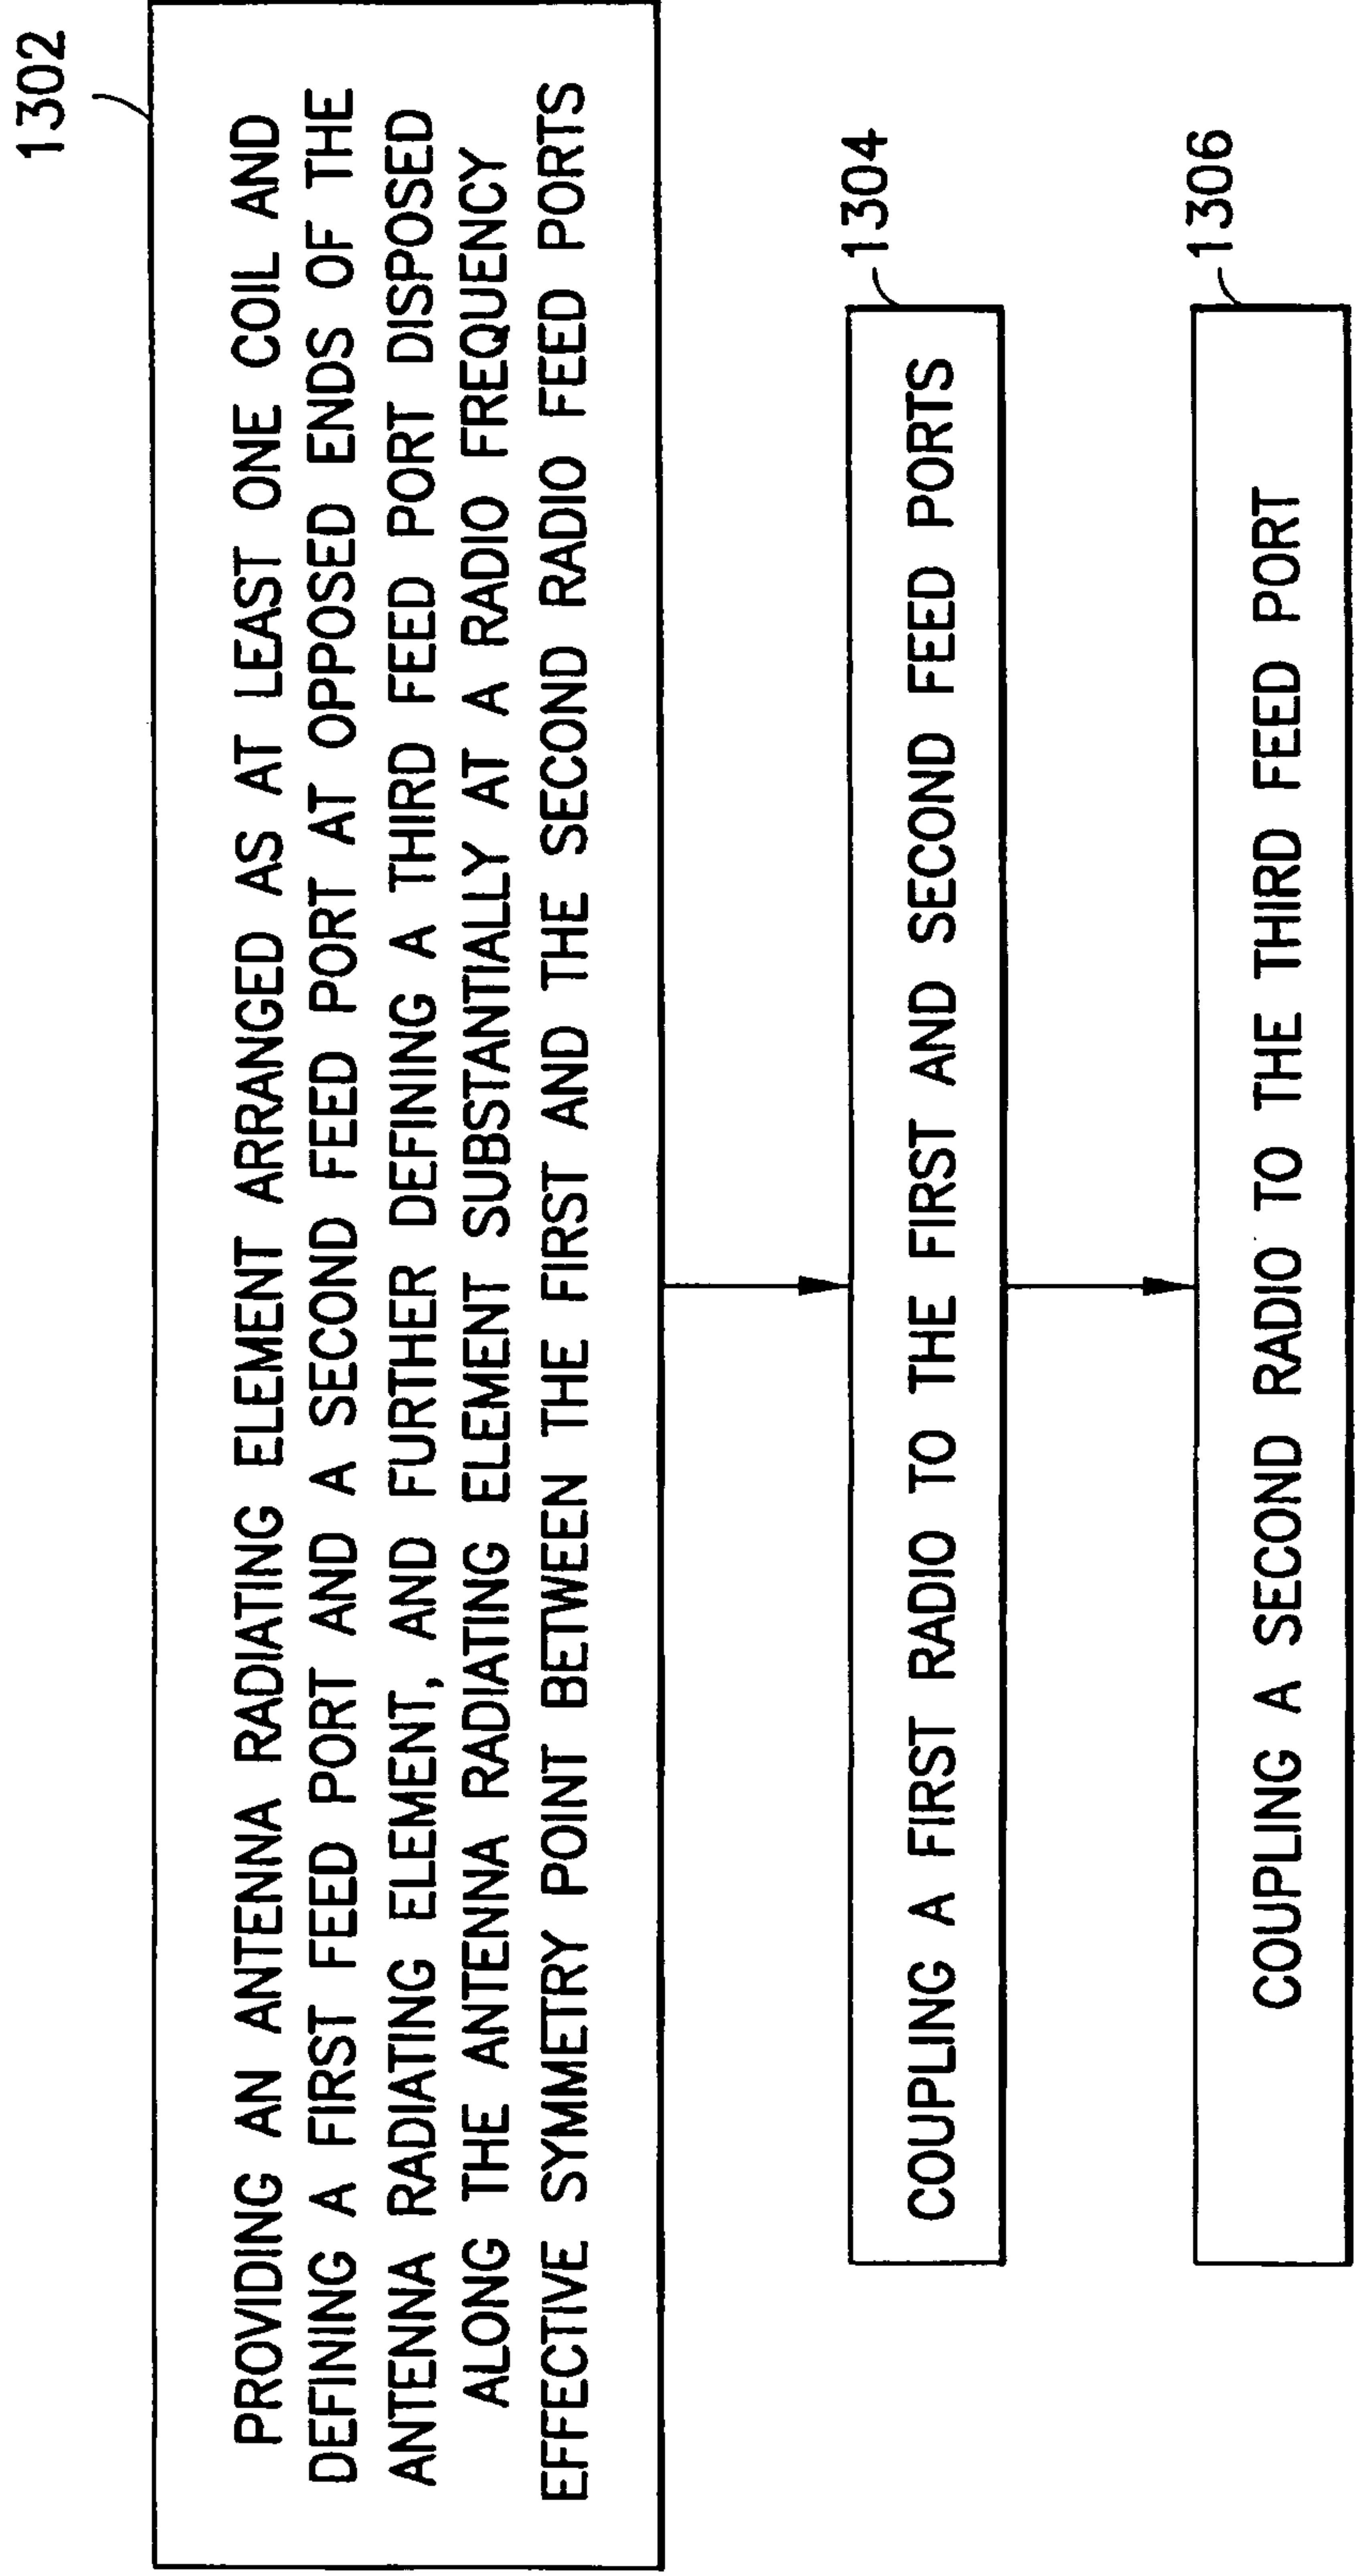 1302
PROVIDING AN ANTENNA RADIATING ELEMENT ARRANGED AS AT LEAST ONE COIL AND
DEFINING A FIRST FEED PORT AND A SECOND FEED PORT AT OPPOSED ENDS OF THE
ANTENNA RADIATING ELEMENT, AND FURTHER DEFINING A THIRD FEED PORT DISPOSED
ALONG THE ANTENNA RADIATING ELEMENT SUBSTANTIALLY AT A RADIO FREQUENCY
EFFECTIVE SYMMETRY POINT BETWEEN THE FIRST AND THE SECOND RADIO FEED PORTS
1304
COUPLING A FIRST RADIO TO THE FIRST AND SECOND FEED PORTS
1306
COUPLING A SECOND RADIO TO THE THIRD FEED PORT